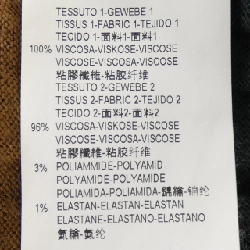 TESSUTO 1-GEWEBE 1
TISSUS 1-FABRIC 1-TEJIDO 1
TECIDO 1-面料1-面料1
100% VISCOSA-VISKOSE-VISCOSE
VISCOSE-VISCOSA-VISCOSE
粘膠纖維-粘胶纤维
TESSUTO 2-GEWEBE 2
TISSUS 2-FABRIC 2-TEJIDO 2
TECIDO 2-面料2-面料2
96% VISCOSA-VISKOSE-VISCOSE
VISCOSE-VISCOSA-VISCOSE
粘膠纖維-粘胶纤维
3% POLIAMMIDE-POLYAMID
POLYAMIDE-POLYAMIDE
POLIAMIDA-POLIAMIDA-錦綸-锦纶
1% ELASTAN-ELASTAN-ELASTAN
ELASTANE-ELASTANO-ELASTANO
氨綸-氨纶